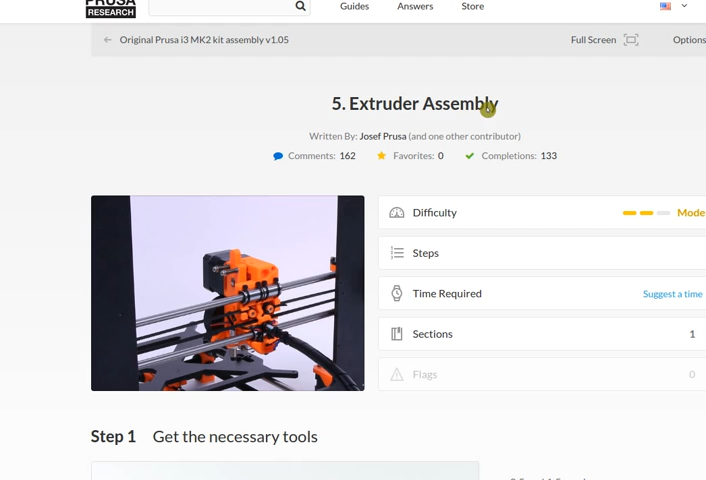 PRUSA
RESEARCH
Guides Answers Store
Original Prusa i3 MK2 kit assembly v1.05 Full Screen Options
5. Extruder Assembly
Written By: Josef Prusa (and one other contributor)
Comments: 162 Favorites: 0 Completions: 133
Difficulty Mode
Steps
Time Required Suggest a time
Sections 1
Flags 0
Step 1 Get the necessary tools